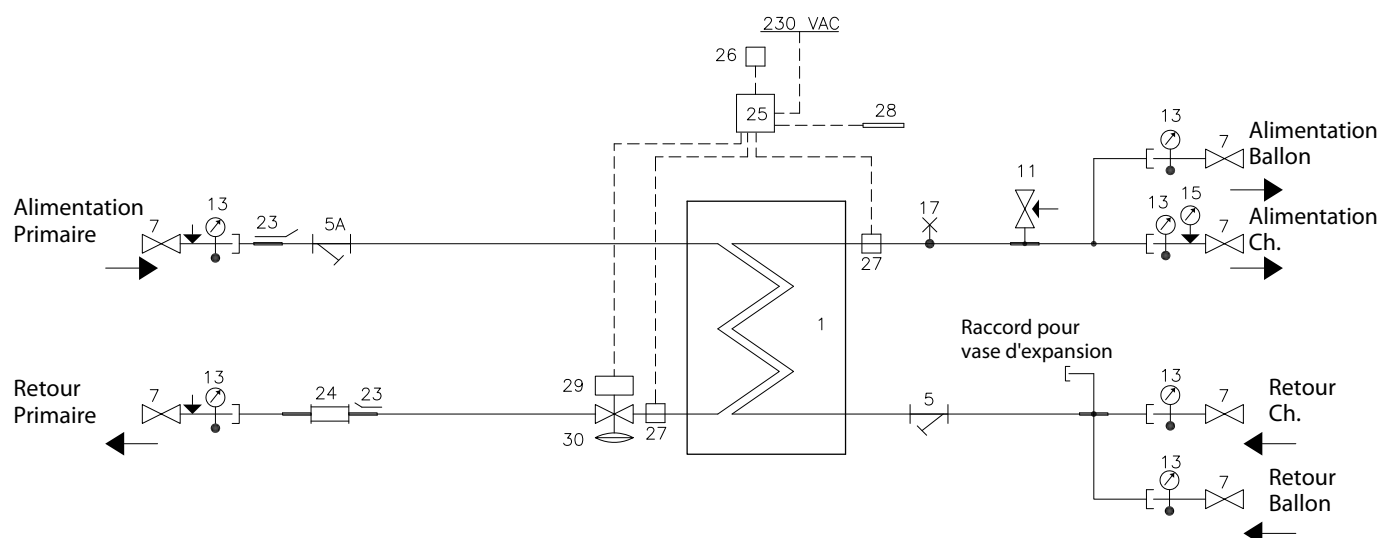 230 VAC
26
25
28
13
7
Alimentation
Ballon
11
13
15
7
Alimentation
Ch.
Alimentation
Primaire
7
13
23
5A
17
27
1
Raccord pour
vase d'expansion
Retour
Primaire
7
13
24
23
29
30
27
5
13
7
Retour
Ch.
13
7
Retour
Ballon